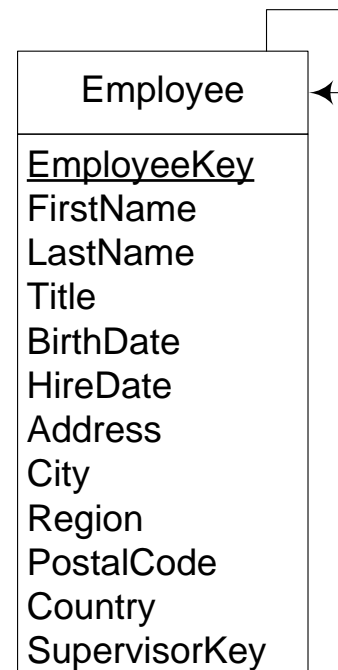 Employee
EmployeeKey
FirstName
LastName
Title
BirthDate
HireDate
Address
City
Region
PostalCode
Country
SupervisorKey